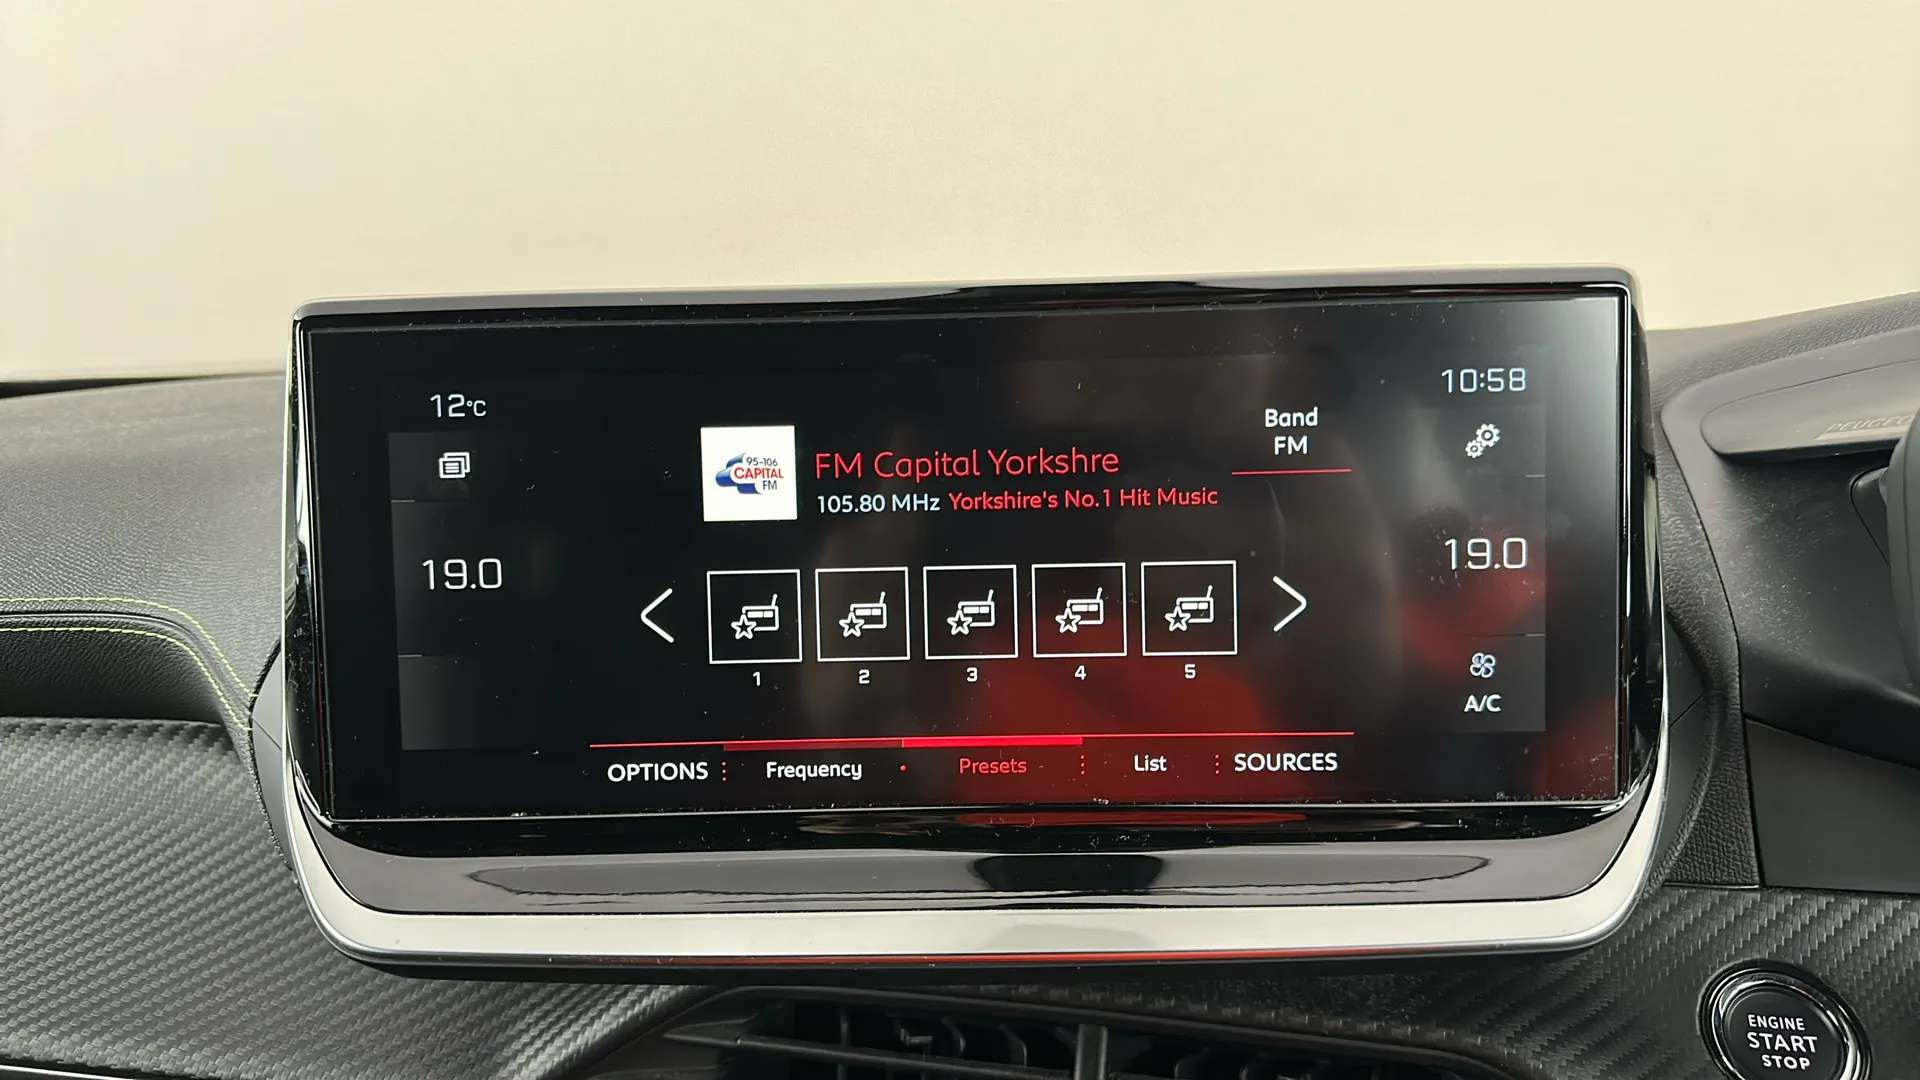 12°C
10:58
Band
FM
95-106
CAPITAL
FM
FM Capital Yorkshre
105.80 MHz Yorkshire's No.1 Hit Music
19.0
19.0
1
2
3
4
5
A/C
OPTIONS
Frequency
Presets
List
SOURCES
PEUGEO
ENGINE
START
STOP